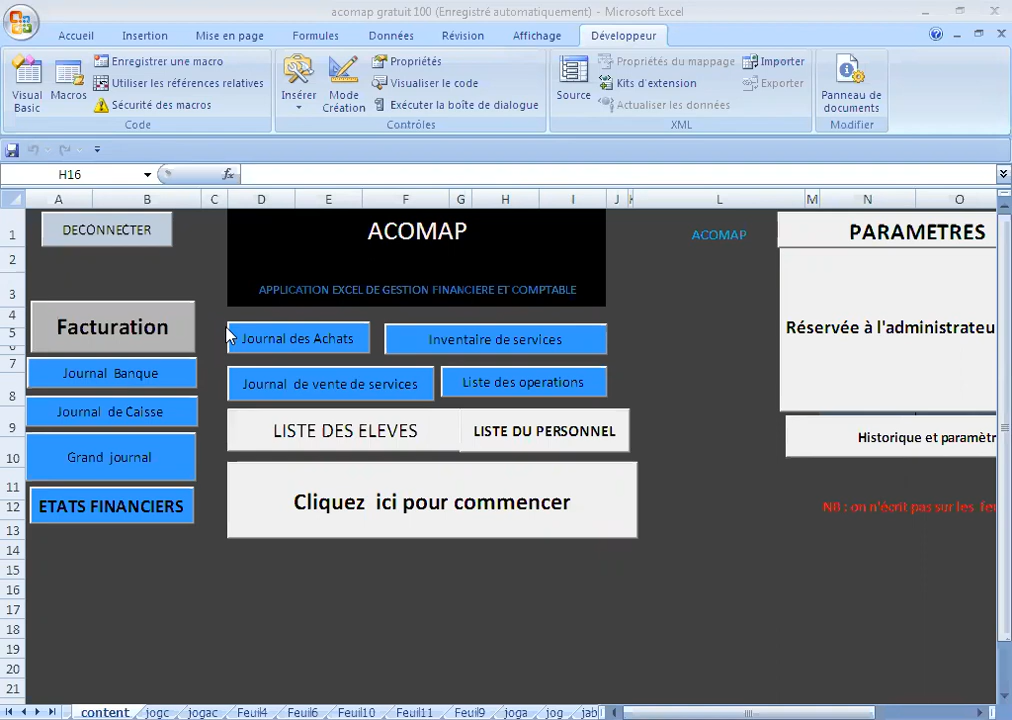 acomap gratuit 100 (Enregistré automatiquement) - Microsoft Excel
Accueil Insertion Mise en page Formules Données Révision Affichage Développeur
Visual Basic
Macros
Enregistrer une macro
Utiliser les références relatives
Sécurité des macros
Code
Insérer
Mode Création
Propriétés
Visualiser le code
Exécuter la boîte de dialogue
Contrôles
Source
Propriétés du mappage
Kits d'extension
Actualiser les données
Importer
Exporter
XML
Panneau de documents
Modifier
H16 fx
A B C D E F G H I J L M N O
1
2
3
4
5
6
7
8
9
10
11
12
13
14
15
16
17
18
19
20
21
DECONNECTER
ACOMAP
APPLICATION EXCEL DE GESTION FINANCIERE ET COMPTABLE
ACOMAP
PARAMETRES
Réservée à l'administrateu
Facturation
Journal des Achats
Inventaire de services
Journal Banque
Journal de vente de services
Liste des operations
Journal de Caisse
LISTE DES ELEVES
LISTE DU PERSONNEL
Historique et paramètr
Grand journal
Cliquez ici pour commencer
ETATS FINANCIERS
NB : on n'écrit pas sur les feu
content jogc jogac Feuil4 Feuil6 Feuil10 Feuil11 Feuil9 joga jog jab